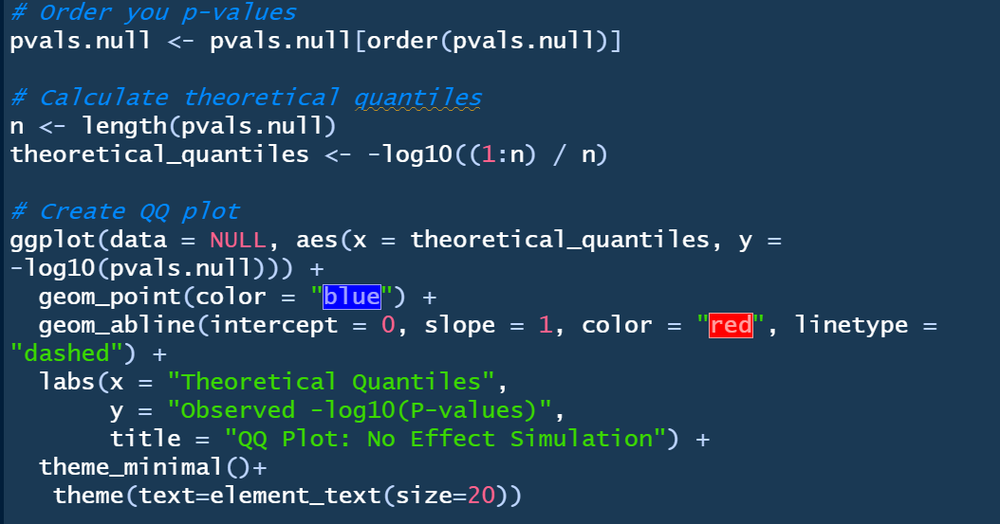 # Order you p-values
pvals.null <- pvals.null[order(pvals.null)]
# Calculate theoretical quantiles
n <- length(pvals.null)
theoretical_quantiles <- -log10((1:n) / n)
# Create QQ plot
ggplot(data = NULL, aes(x = theoretical_quantiles, y =
-log10(pvals.null))) +
  geom_point(color = "blue") +
  geom_abline(intercept = 0, slope = 1, color = "red", linetype =
"dashed") +
  labs(x = "Theoretical Quantiles",
       y = "Observed -log10(P-values)",
       title = "QQ Plot: No Effect Simulation") +
  theme_minimal()+
   theme(text=element_text(size=20))